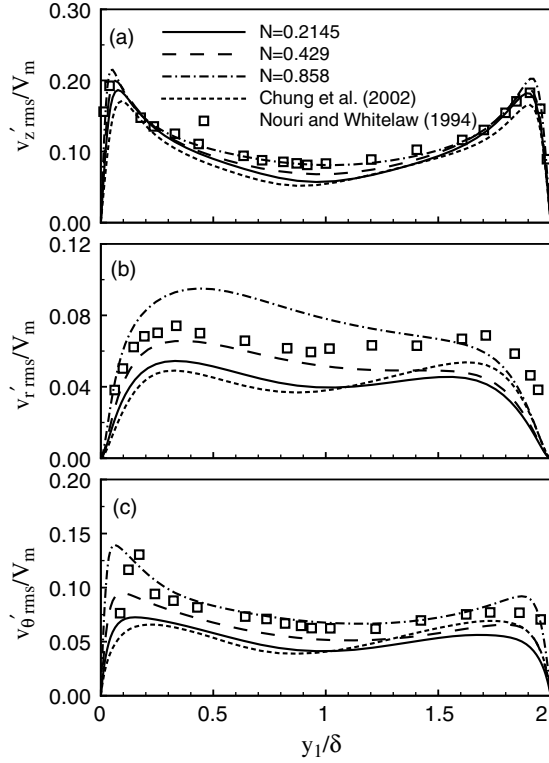 (a)
N=0.2145
N=0.429
N=0.858
Chung et al. (2002)
Nouri and Whitelaw (1994)
0.30
0.20
0.10
0.00
v′z rms/Vm
(b)
0.12
0.08
0.04
0.00
v′r rms/Vm
(c)
0.20
0.15
0.10
0.05
0.00
v′θ rms/Vm
0 0.5 1 1.5 2
y1/δ